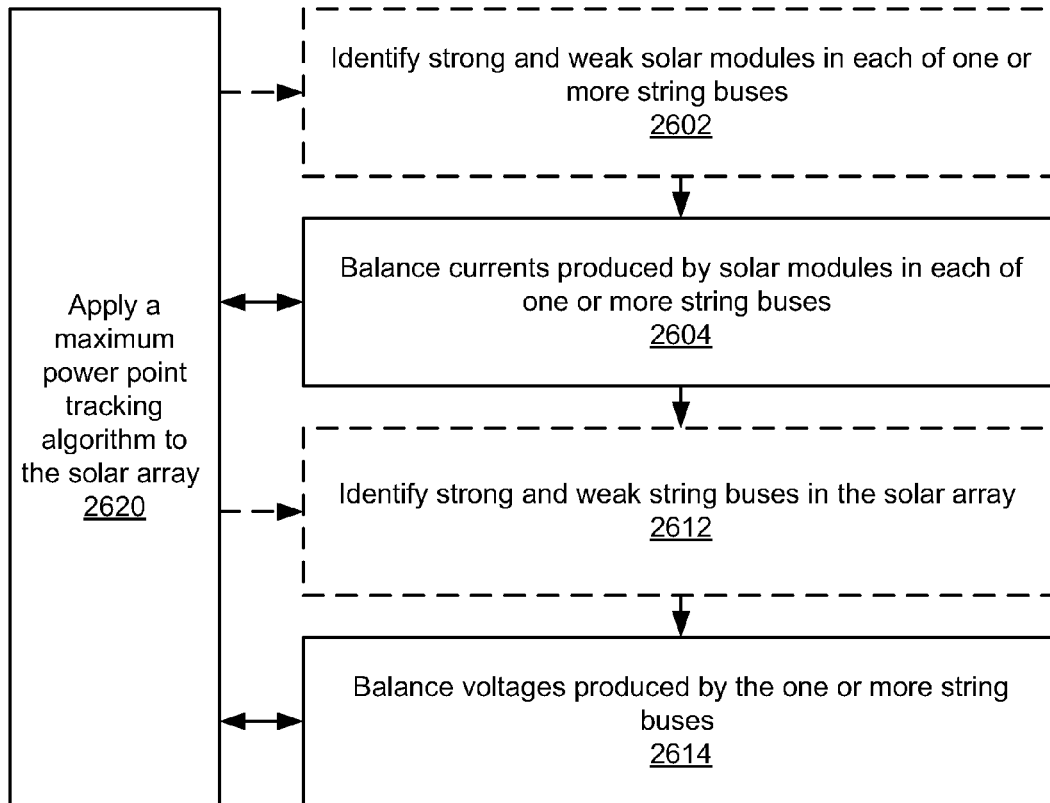 Identify strong and weak solar modules in each of one or
more string buses
2602
Balance currents produced by solar modules in each of
one or more string buses
2604
Apply a
maximum
power point
tracking
algorithm to
the solar array
2620
Identify strong and weak string buses in the solar array
2612
Balance voltages produced by the one or more string
buses
2614